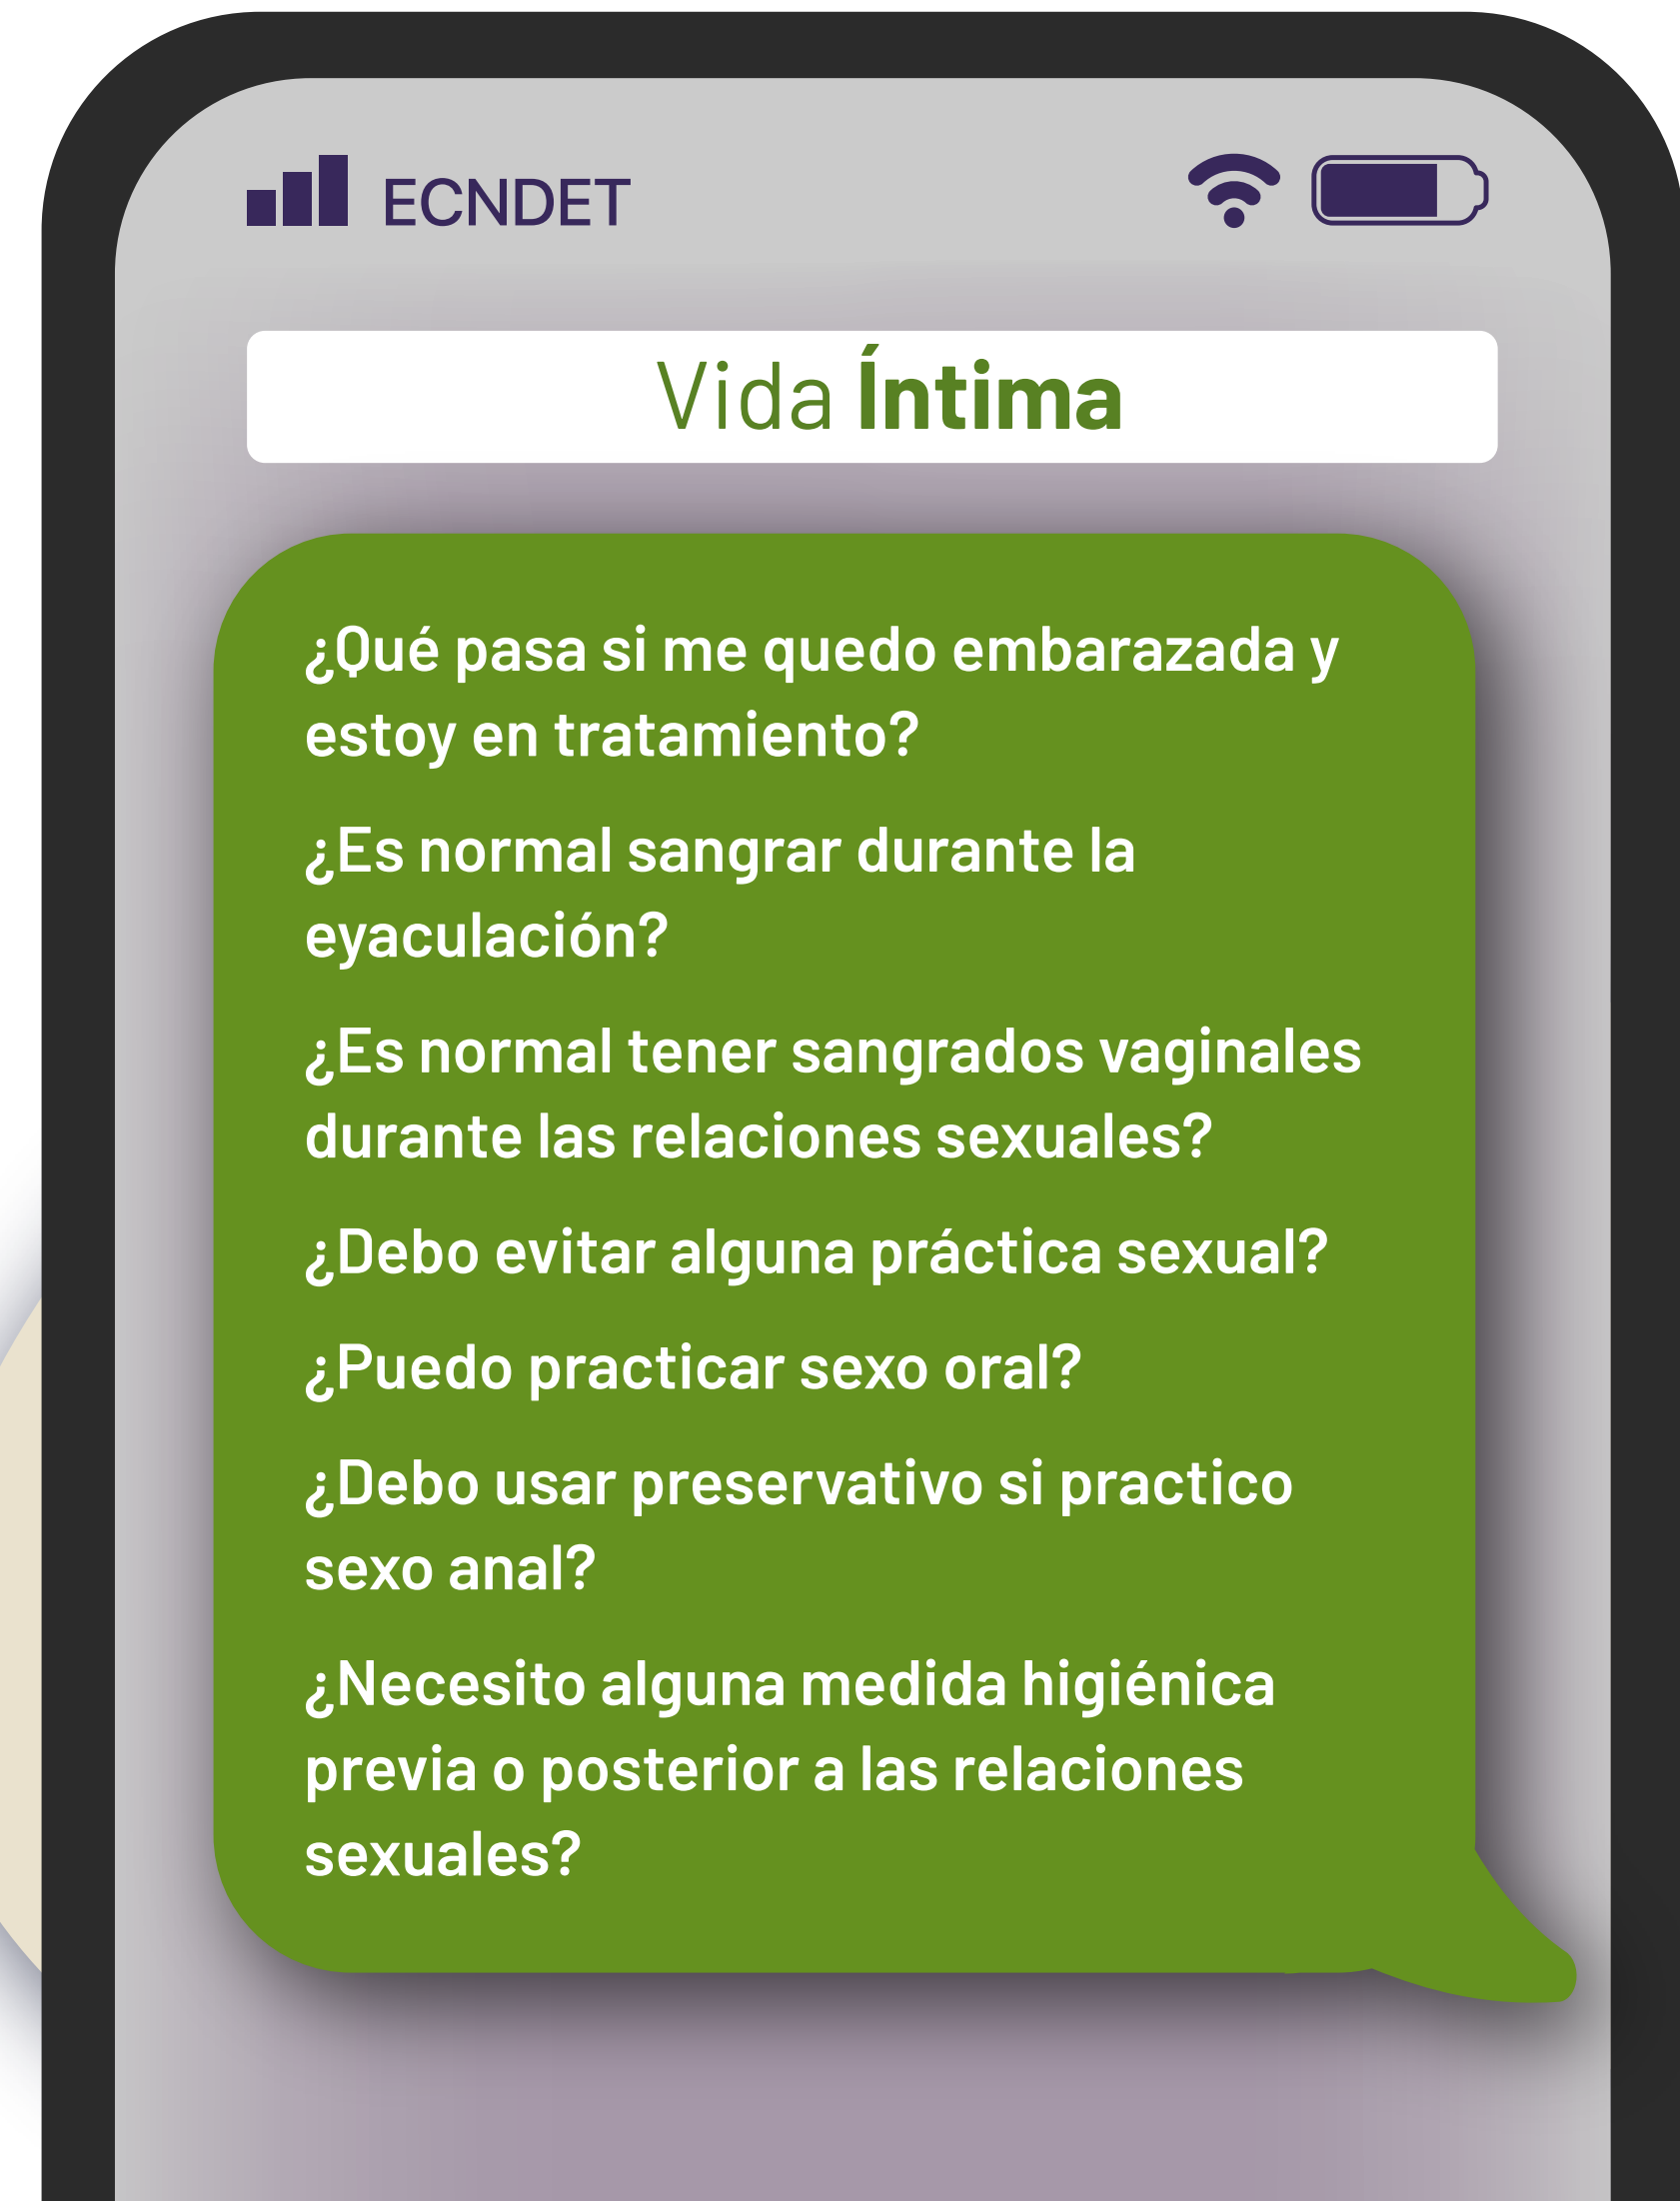 ECNDET
Vida Íntima
¿Qué pasa si me quedo embarazada y
estoy en tratamiento?
¿Es normal sangrar durante la
eyaculación?
¿Es normal tener sangrados vaginales
durante las relaciones sexuales?
¿Debo evitar alguna práctica sexual?
¿Puedo practicar sexo oral?
¿Debo usar preservativo si practico
sexo anal?
¿Necesito alguna medida higiénica
previa o posterior a las relaciones
sexuales?